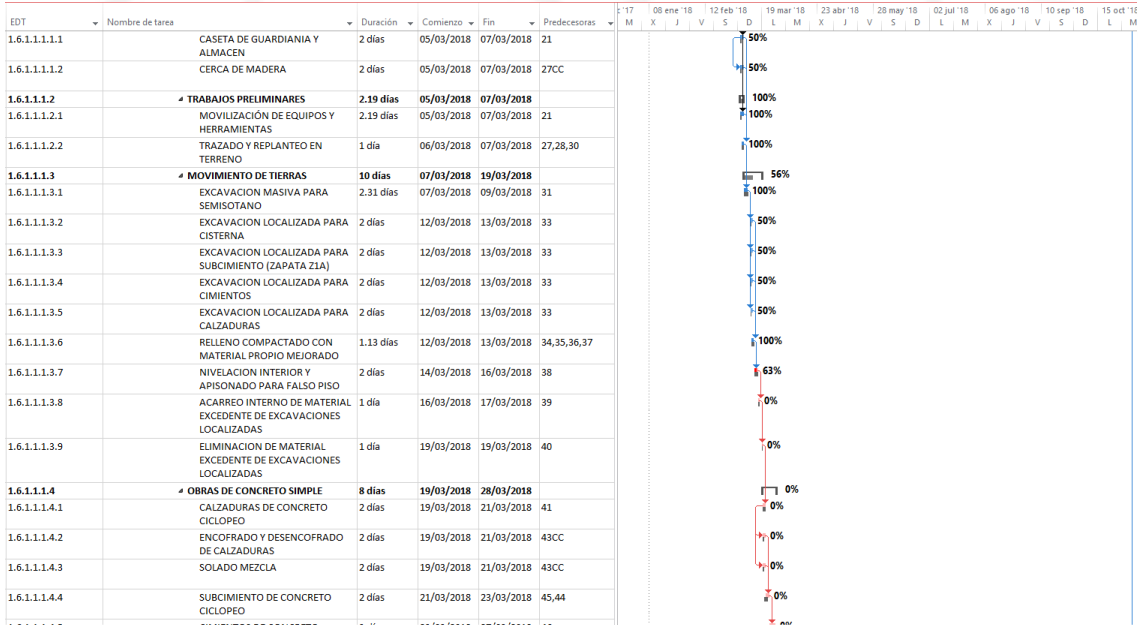 EDT Nombre de tarea Duración Comienzo Fin Predecesoras '17 08 ene '18 12 feb '18 19 mar '18 23 abr '18 28 may '18 02 jul '18 06 ago '18 10 sep '18 15 oct '18
M X J V S D L M X J V S D L M X J V S D L M
1.6.1.1.1.1.1 CASETA DE GUARDIANIA Y 2 días 05/03/2018 07/03/2018 21 50%
ALMACEN
1.6.1.1.1.1.2 CERCA DE MADERA 2 días 05/03/2018 07/03/2018 27CC 50%
1.6.1.1.1.2 TRABAJOS PRELIMINARES 2.19 días 05/03/2018 07/03/2018 100%
1.6.1.1.1.2.1 MOVILIZACIÓN DE EQUIPOS Y 2.19 días 05/03/2018 07/03/2018 21 100%
HERRAMIENTAS
1.6.1.1.1.2.2 TRAZADO Y REPLANTEO EN 1 día 06/03/2018 07/03/2018 27,28,30 100%
TERRENO
1.6.1.1.1.3 MOVIMIENTO DE TIERRAS 10 días 07/03/2018 19/03/2018 56%
1.6.1.1.1.3.1 EXCAVACION MASIVA PARA 2.31 días 07/03/2018 09/03/2018 31 100%
SEMISOTANO
1.6.1.1.1.3.2 EXCAVACION LOCALIZADA PARA 2 días 12/03/2018 13/03/2018 33 50%
CISTERNA
1.6.1.1.1.3.3 EXCAVACION LOCALIZADA PARA 2 días 12/03/2018 13/03/2018 33 50%
SUBCIMIENTO (ZAPATA Z1A)
1.6.1.1.1.3.4 EXCAVACION LOCALIZADA PARA 2 días 12/03/2018 13/03/2018 33 50%
CIMIENTOS
1.6.1.1.1.3.5 EXCAVACION LOCALIZADA PARA 2 días 12/03/2018 13/03/2018 33 50%
CALZADURAS
1.6.1.1.1.3.6 RELLENO COMPACTADO CON 1.13 días 12/03/2018 13/03/2018 34,35,36,37 100%
MATERIAL PROPIO MEJORADO
1.6.1.1.1.3.7 NIVELACION INTERIOR Y 2 días 14/03/2018 16/03/2018 38 63%
APISONADO PARA FALSO PISO
1.6.1.1.1.3.8 ACARREO INTERNO DE MATERIAL 1 día 16/03/2018 17/03/2018 39 0%
EXCEDENTE DE EXCAVACIONES
LOCALIZADAS
1.6.1.1.1.3.9 ELIMINACION DE MATERIAL 1 día 19/03/2018 19/03/2018 40 0%
EXCEDENTE DE EXCAVACIONES
LOCALIZADAS
1.6.1.1.1.4 OBRAS DE CONCRETO SIMPLE 8 días 19/03/2018 28/03/2018 0%
1.6.1.1.1.4.1 CALZADURAS DE CONCRETO 2 días 19/03/2018 21/03/2018 41 0%
CICLOPEO
1.6.1.1.1.4.2 ENCOFRADO Y DESENCOFRADO 2 días 19/03/2018 21/03/2018 43CC 0%
DE CALZADURAS
1.6.1.1.1.4.3 SOLADO MEZCLA 2 días 19/03/2018 21/03/2018 43CC 0%
1.6.1.1.1.4.4 SUBCIMIENTO DE CONCRETO 2 días 21/03/2018 23/03/2018 45,44 0%
CICLOPEO